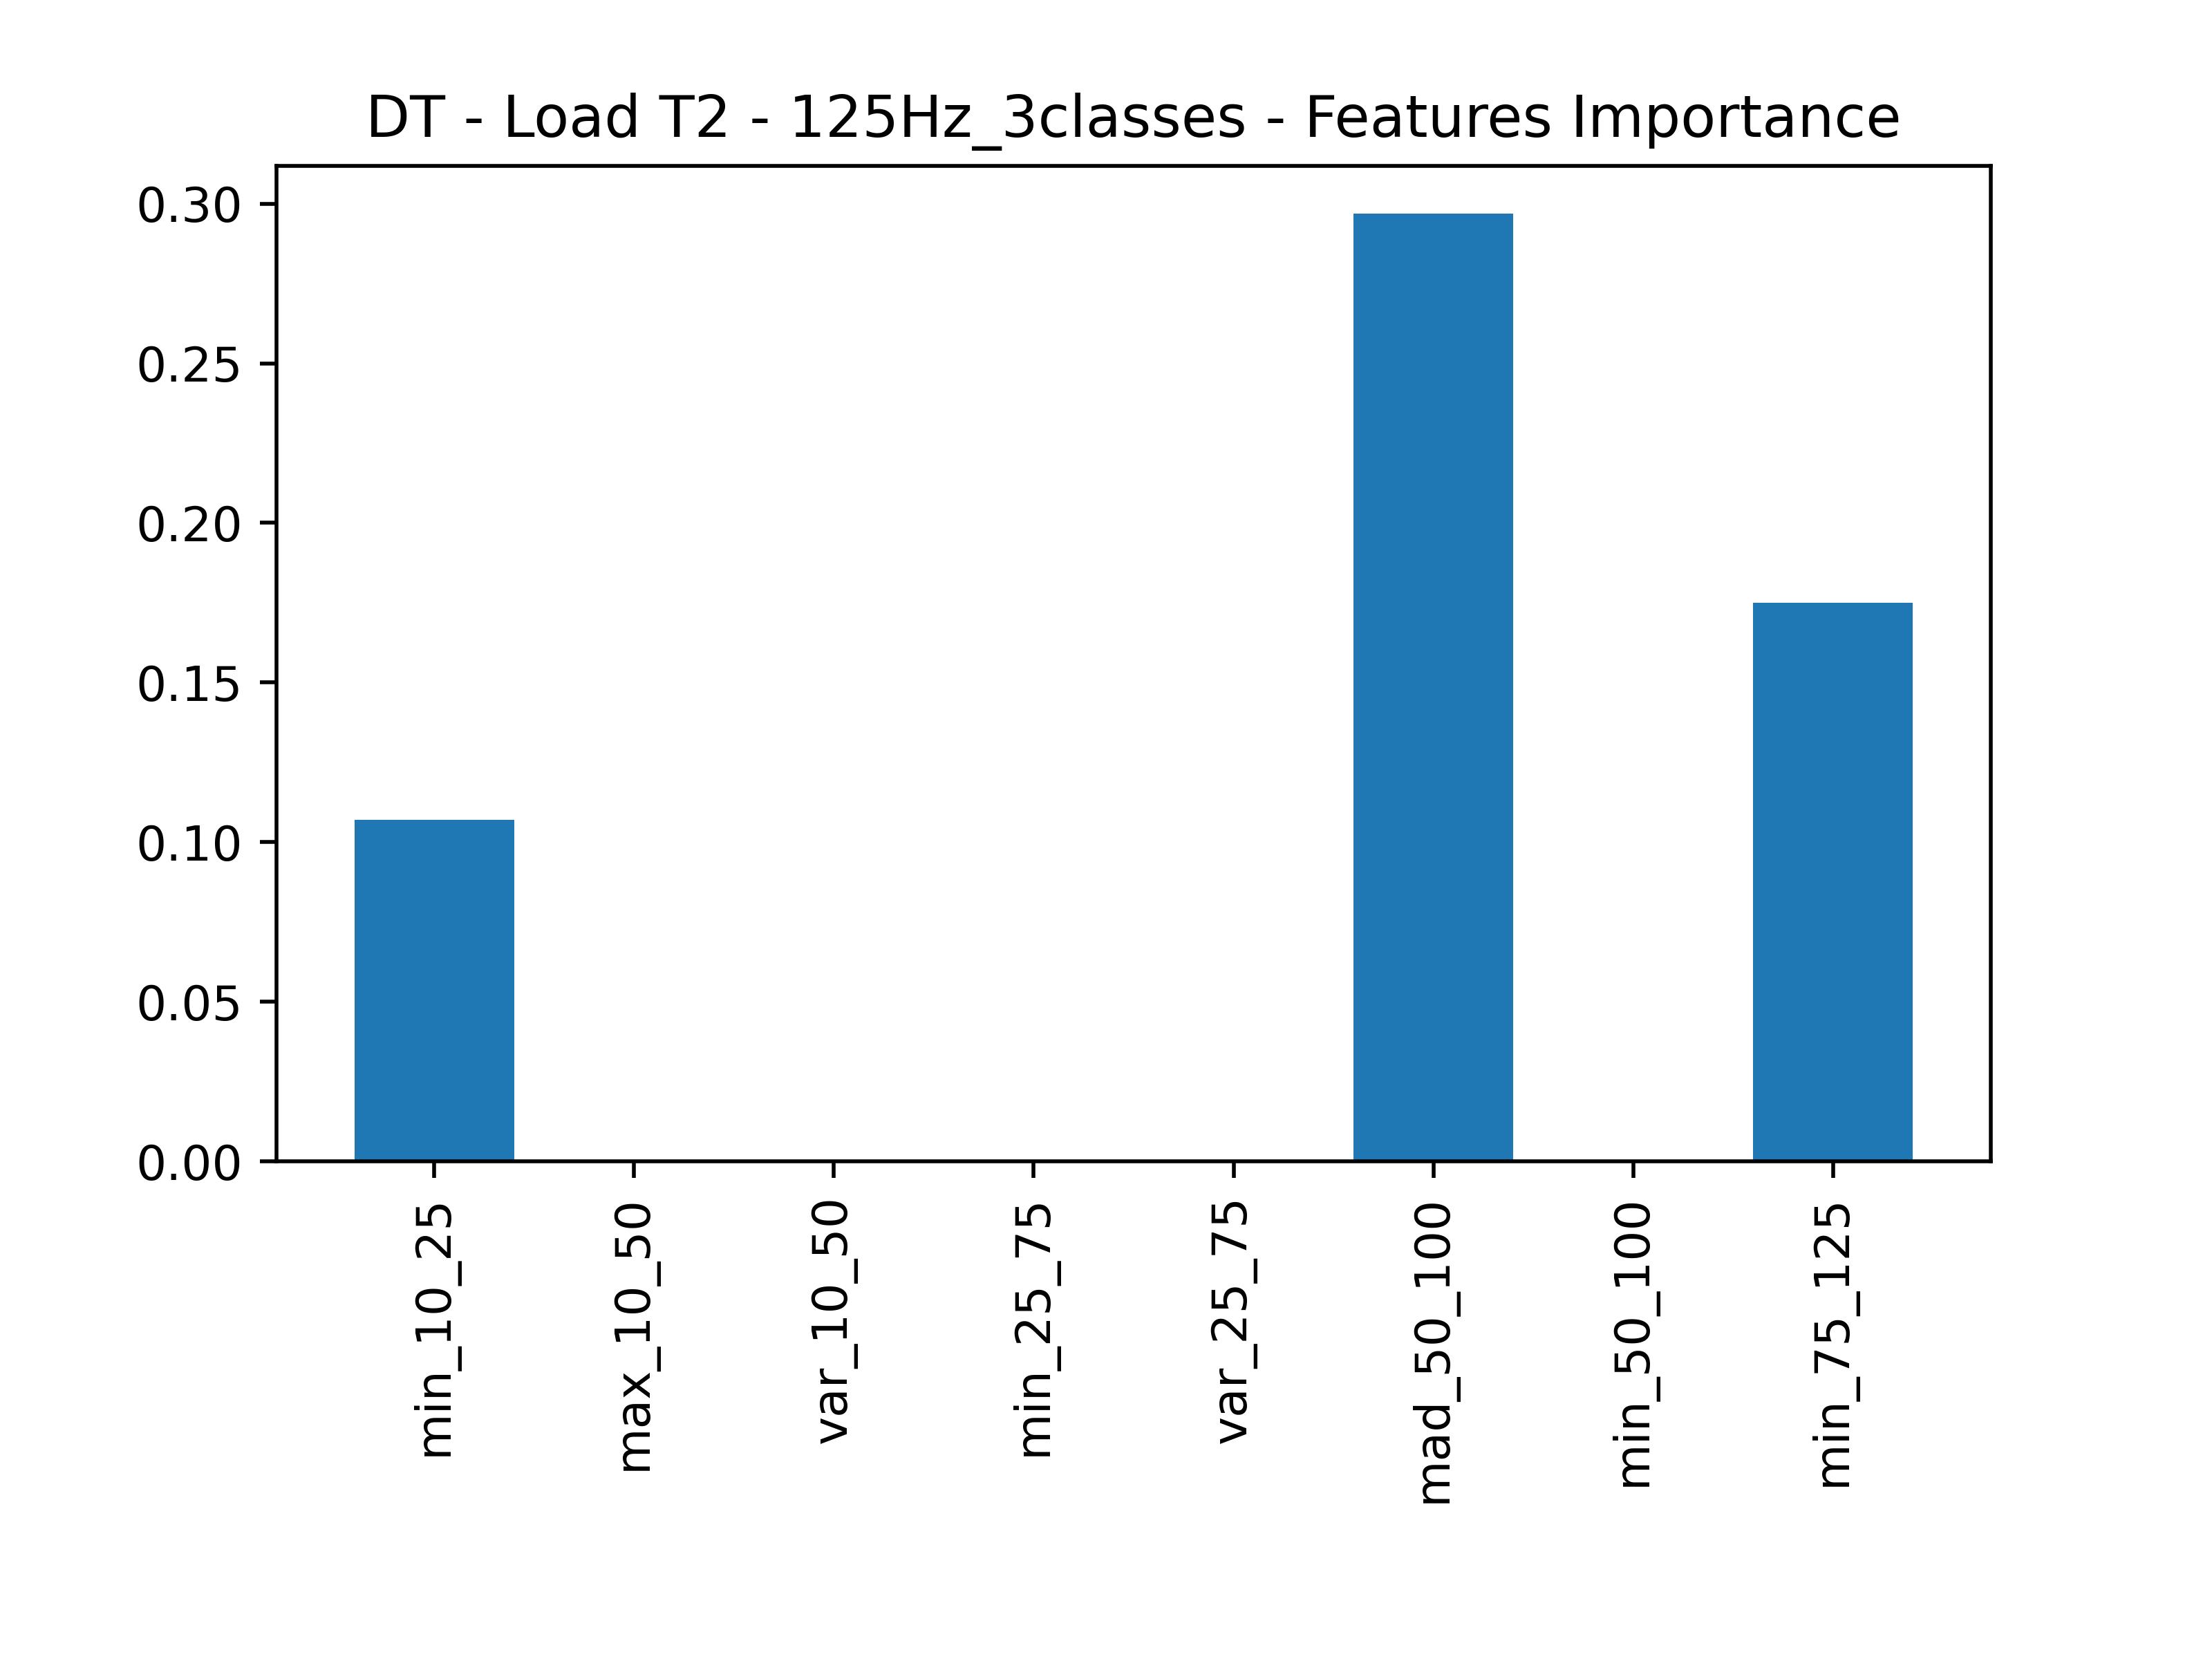 DT - Load T2 - 125Hz_3classes - Features Importance
0.30
0.25
0.20
0.15
0.10
0.05
0.00
min_10_25
max_10_50
var_10_50
min_25_75
var_25_75
mad_50_100
min_50_100
min_75_125